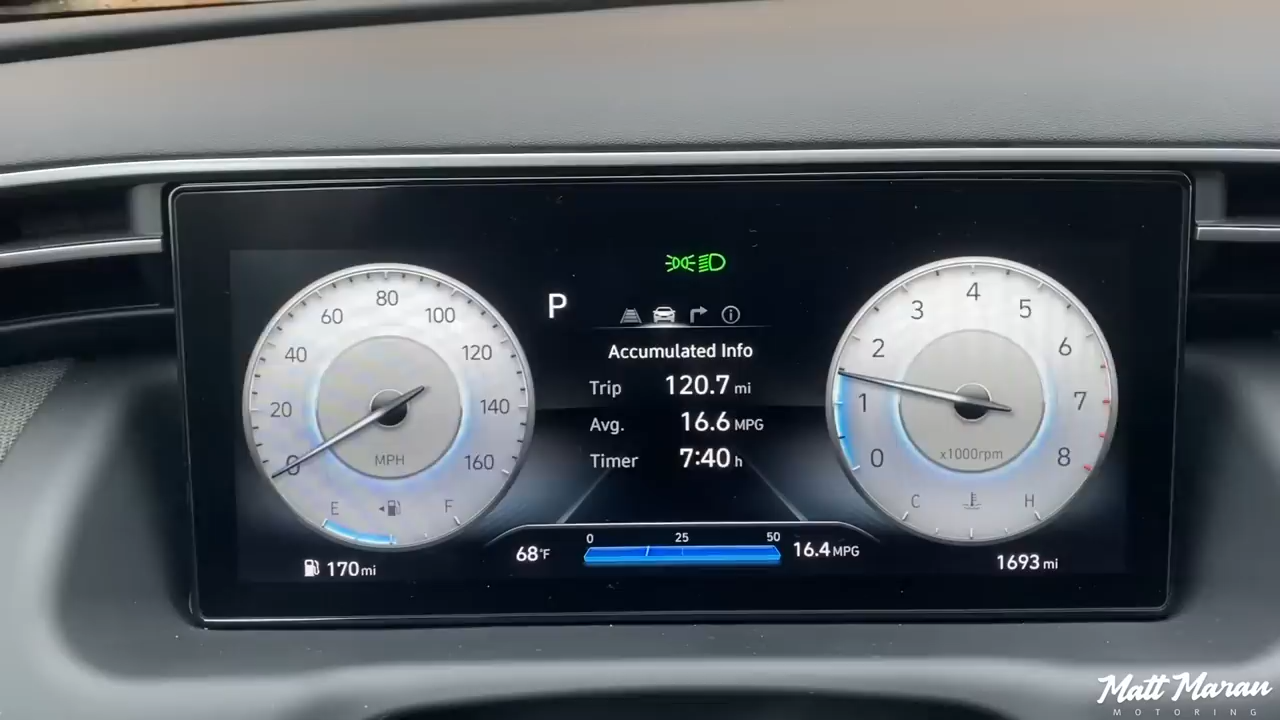 80
60 100
40 120
20 140
0 160
MPH
E F
170 mi
P
Accumulated Info
Trip 120.7 mi
Avg. 16.6 MPG
Timer 7:40 h
0 25 50
68°F 16.4 MPG
4
3 5
2 6
1 7
0 8
x1000rpm
C H
1693 mi
Matt Maran
MOTORING